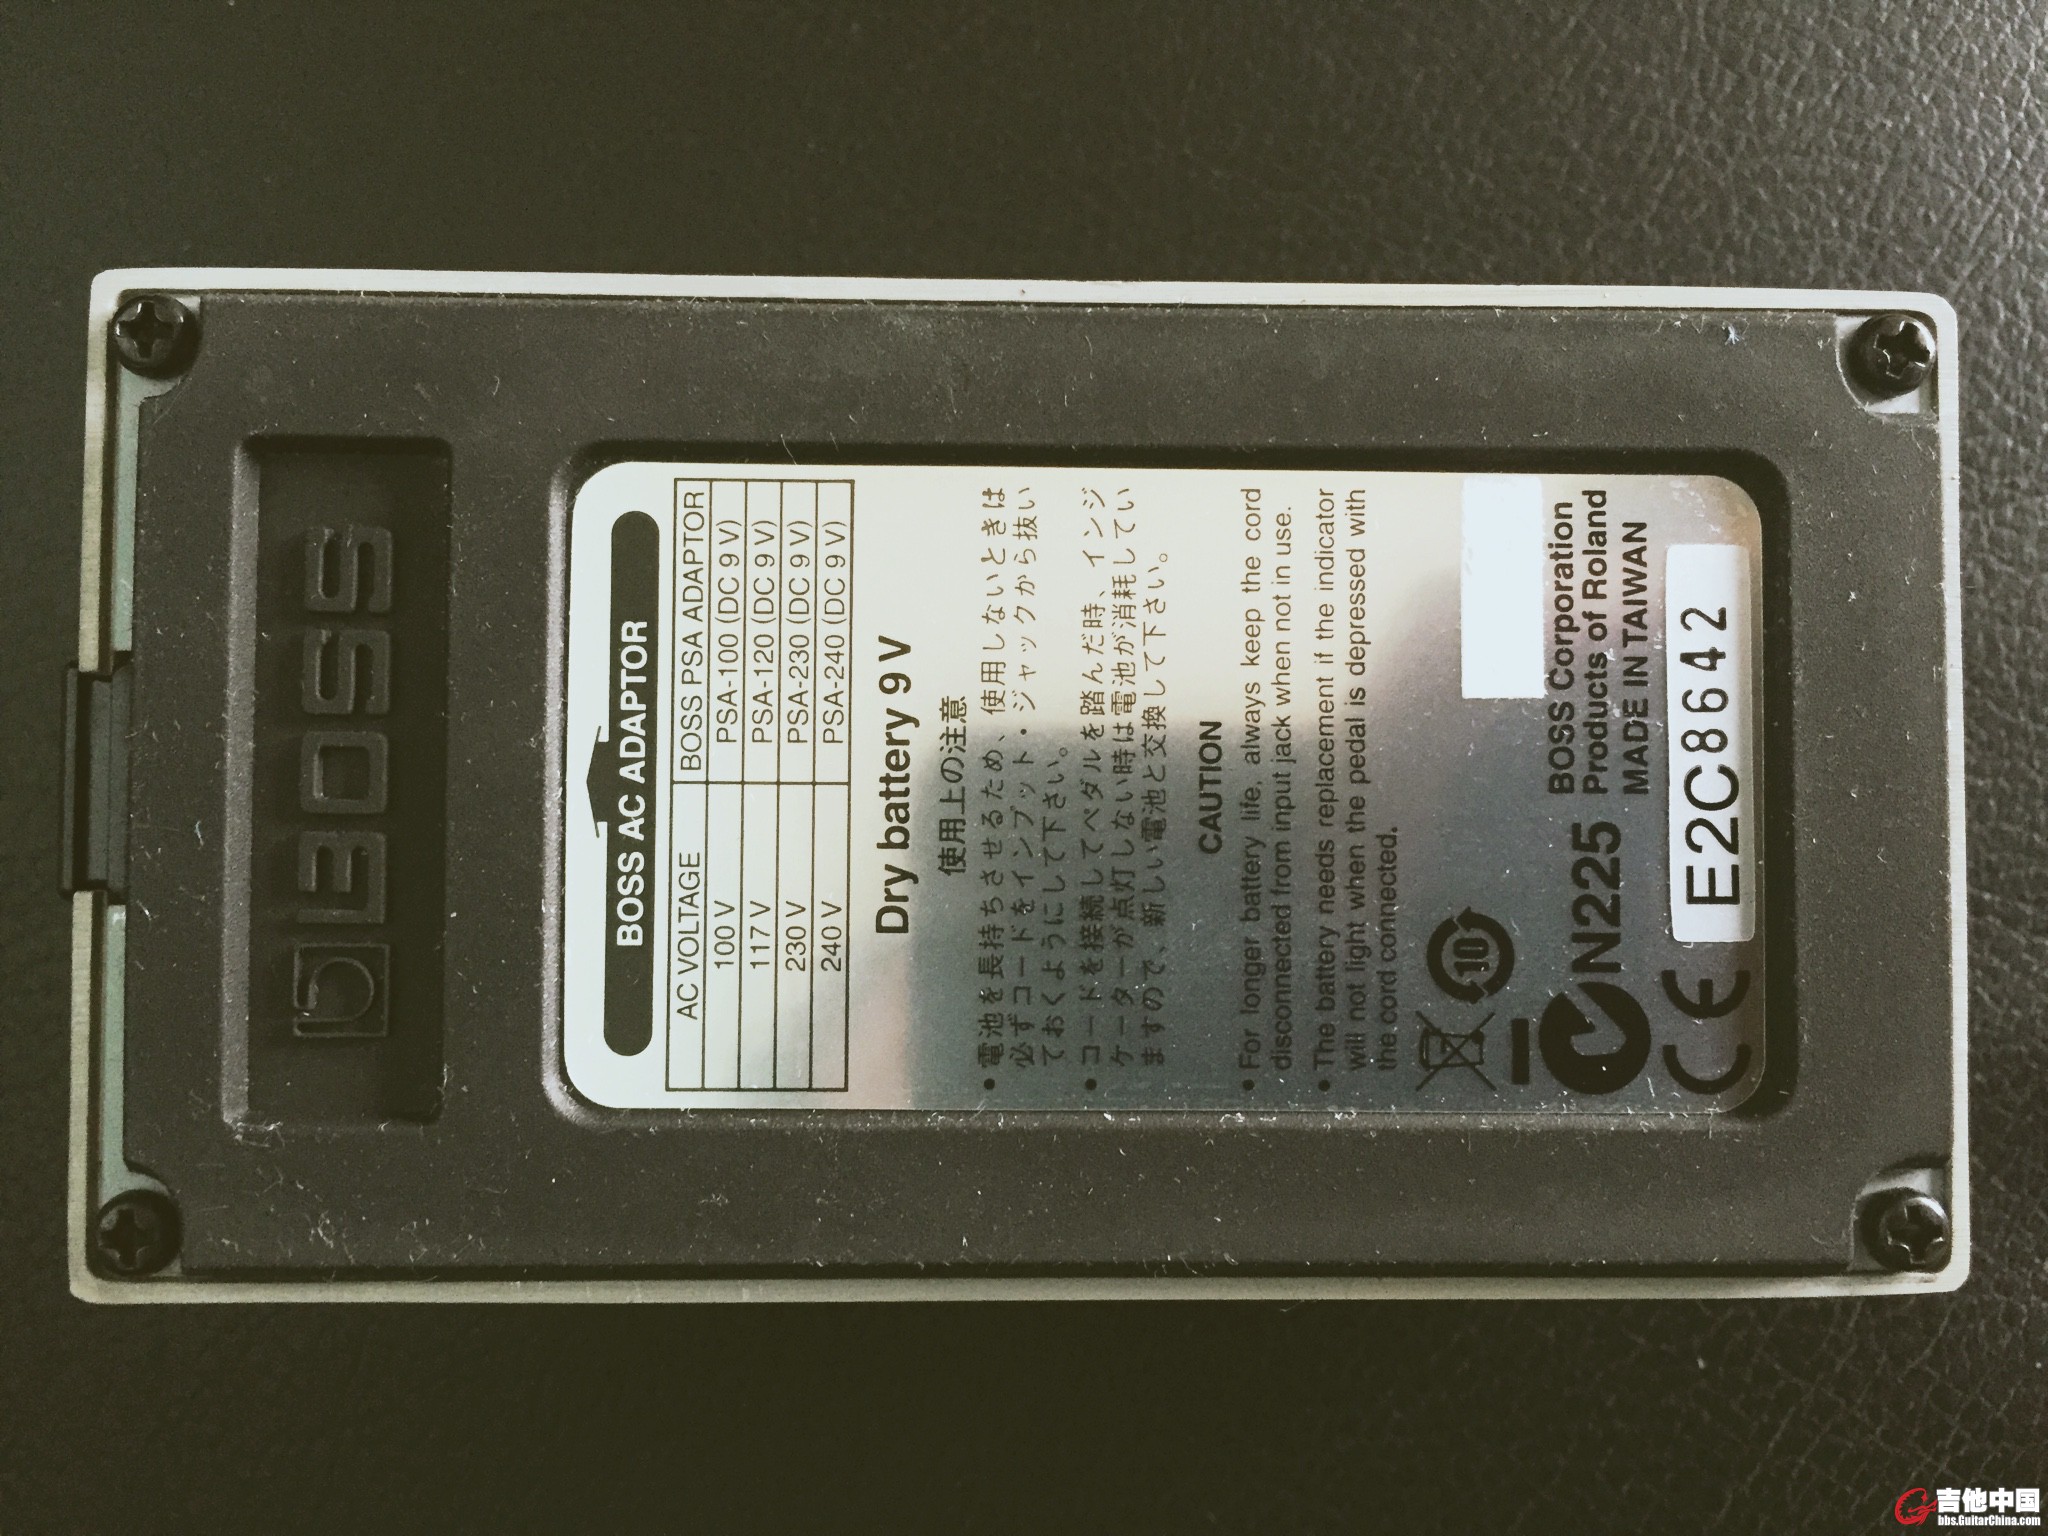 BOSS
BOSS AC ADAPTOR
AC VOLTAGE BOSS PSA ADAPTOR
100 V PSA-100 (DC 9 V)
117 V PSA-120 (DC 9 V)
230 V PSA-230 (DC 9 V)
240 V PSA-240 (DC 9 V)
Dry battery 9 V
使用上の注意
• 電池を長持ちさせるため、使用しないときは
必ずコードをインプット・ジャックから抜い
ておくようにして下さい。
• コードを接続してペダルを踏んだ時、インジ
ケーターが点灯しない時は電池が消耗してい
ますので、新しい電池と交換して下さい。
CAUTION
• For longer battery life, always keep the cord
disconnected from input jack when not in use.
• The battery needs replacement if the indicator
will not light when the pedal is depressed with
the cord connected.
10
N225
BOSS Corporation
Products of Roland
MADE IN TAIWAN
CE
E2C8642
吉他中国
bbs.GuitarChina.com